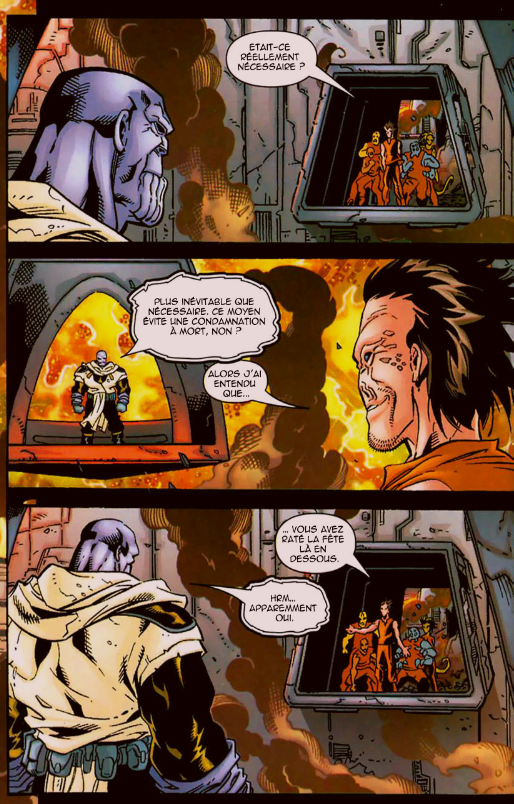 ETAIT-CE
RÉELLEMENT
NÉCESSAIRE ?
PLUS INÉVITABLE QUE
NÉCESSAIRE. CE MOYEN
ÉVITE UNE CONDAMNATION
À MORT, NON ?
ALORS J'AI
ENTENDU
QUE...
... VOUS AVEZ
RATÉ LA FÊTE
LÀ EN
DESSOUS.
HRM...
APPAREMMENT
OUI.